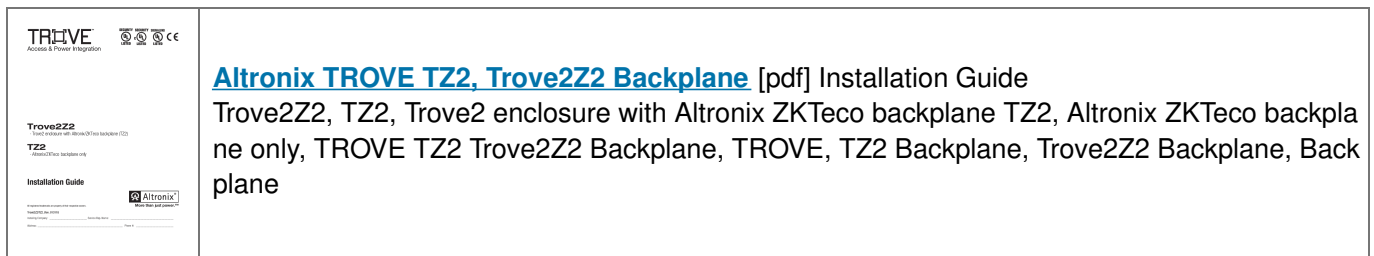 TROVE
Access & Power Integration
Trove2Z2
- Trove2 enclosure with Altronix/ZKTeco backplane (TZ2)
TZ2
- Altronix/ZKTeco backplane only
Installation Guide
Altronix
More than just power.™
Altronix TROVE TZ2, Trove2Z2 Backplane [pdf] Installation Guide
Trove2Z2, TZ2, Trove2 enclosure with Altronix ZKTeco backplane TZ2, Altronix ZKTeco backpla
ne only, TROVE TZ2 Trove2Z2 Backplane, TROVE, TZ2 Backplane, Trove2Z2 Backplane, Back
plane